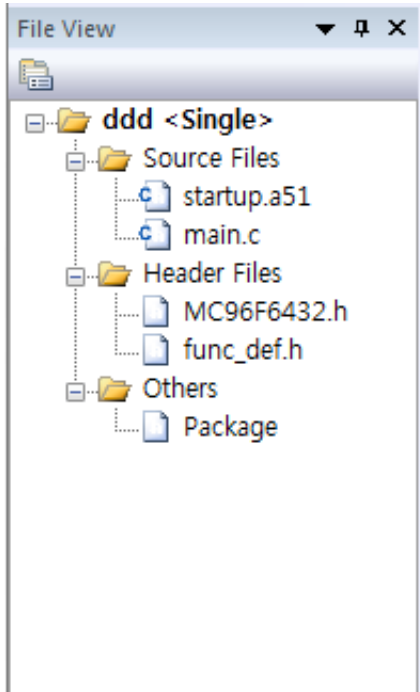 File View
ddd <Single>
Source Files
startup.a51
main.c
Header Files
MC96F6432.h
func_def.h
Others
Package